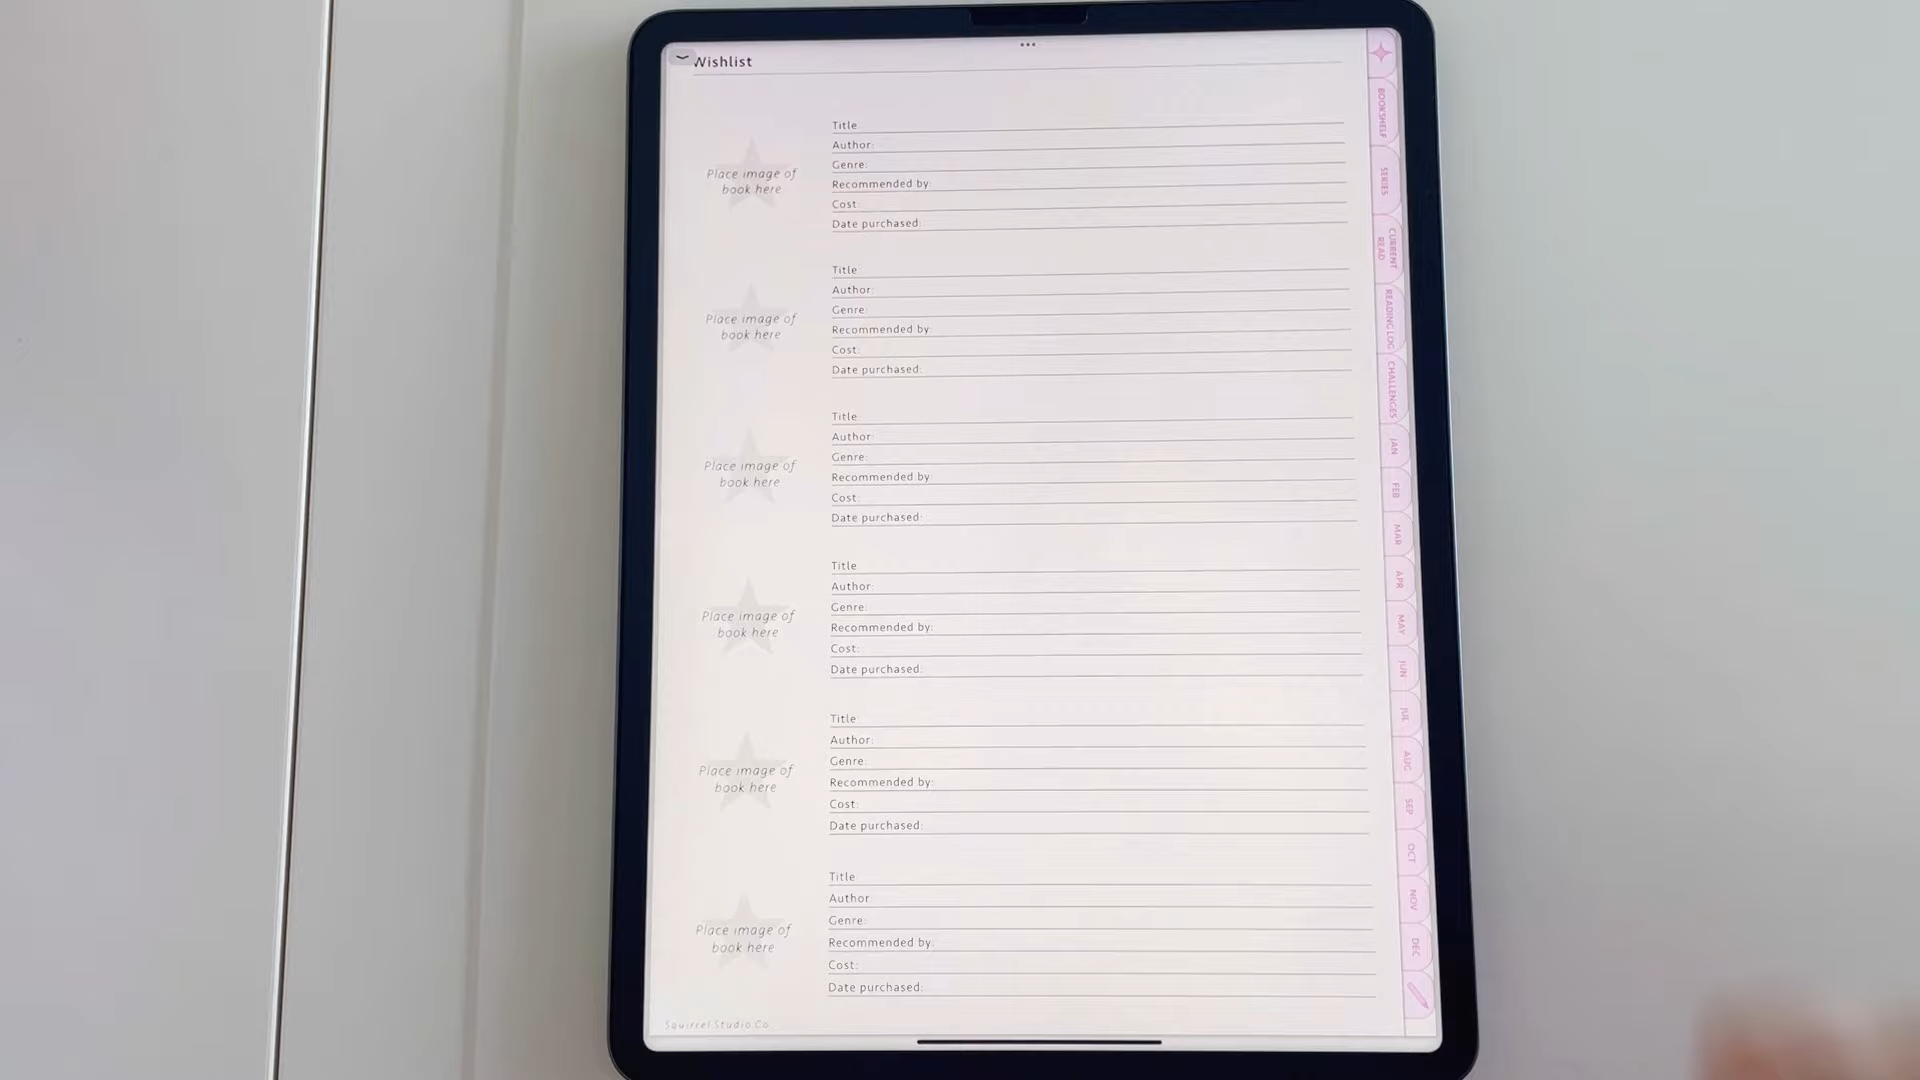 Wishlist
Place image of
book here
Title
Author:
Genre:
Recommended by:
Cost:
Date purchased:
Place image of
book here
Title
Author:
Genre
Recommended by:
Cost:
Date purchased:
Place image of
book here
Title
Author:
Genre:
Recommended by:
Cost:
Date purchased:
Place image of
book here
Title
Author:
Genre:
Recommended by:
Cost:
Date purchased:
Place image of
book here
Title
Author:
Genre:
Recommended by:
Cost:
Date purchased:
Place image of
book here
Title
Author
Genre:
Recommended by:
Cost:
Date purchased:
Squirrel.Studio.Co
BOOKSHELF
SERIES
CURRENT
READ
READING LOG
CHALLENGES
JAN
FEB
MAR
APR
MAY
JUN
JUL
AUG
SEP
OCT
NOV
DEC